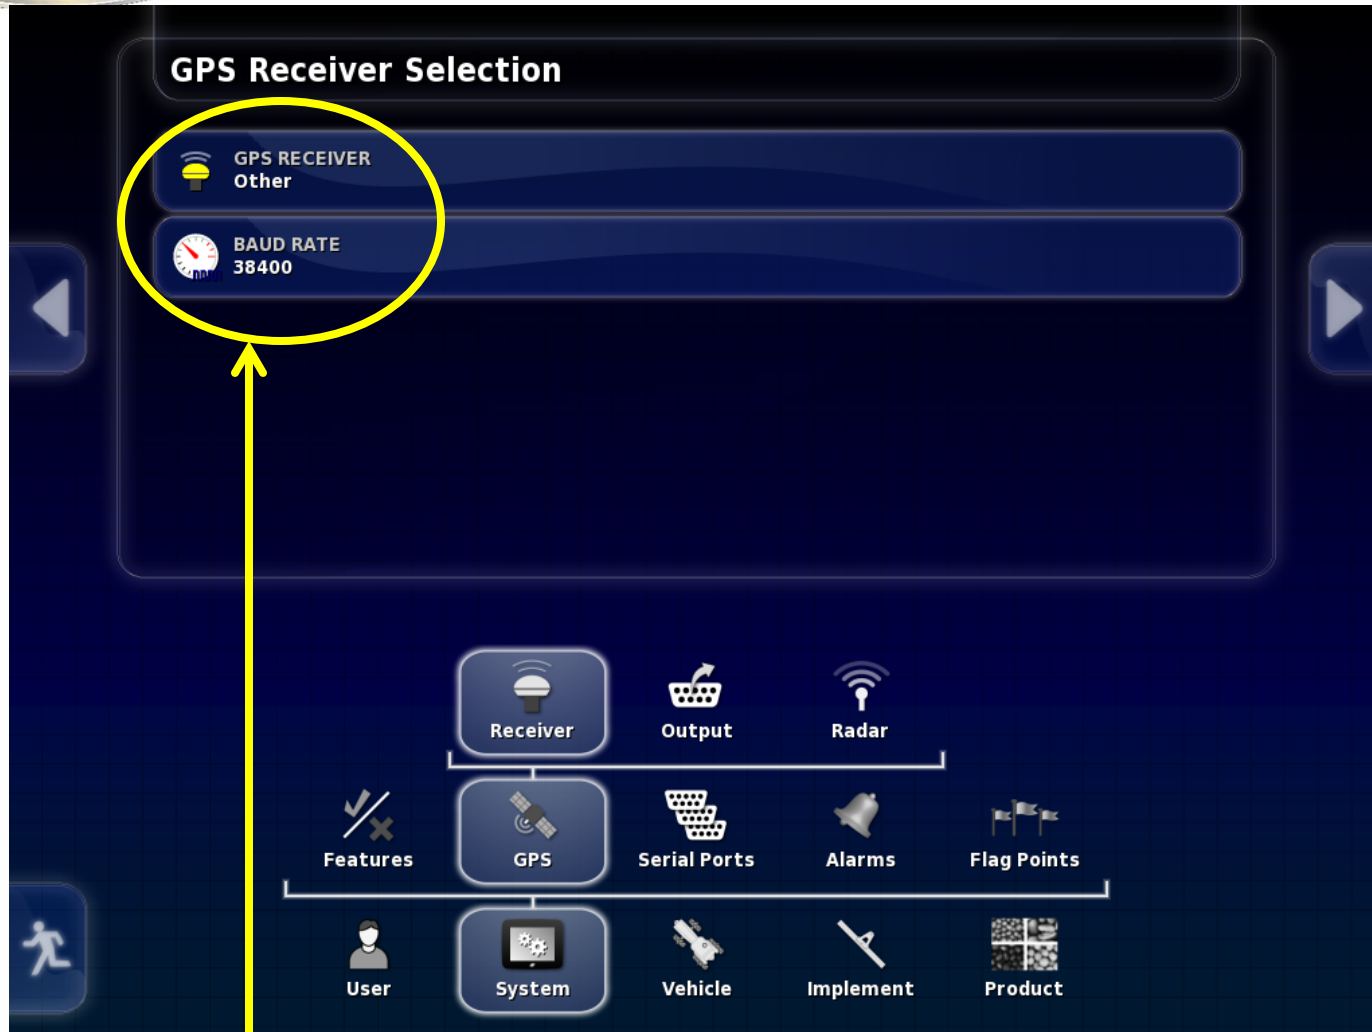 GPS Receiver Selection
GPS RECEIVER
Other
BAUD RATE
38400
Receiver
Output
Radar
Features
GPS
Serial Ports
Alarms
Flag Points
User
System
Vehicle
Implement
Product